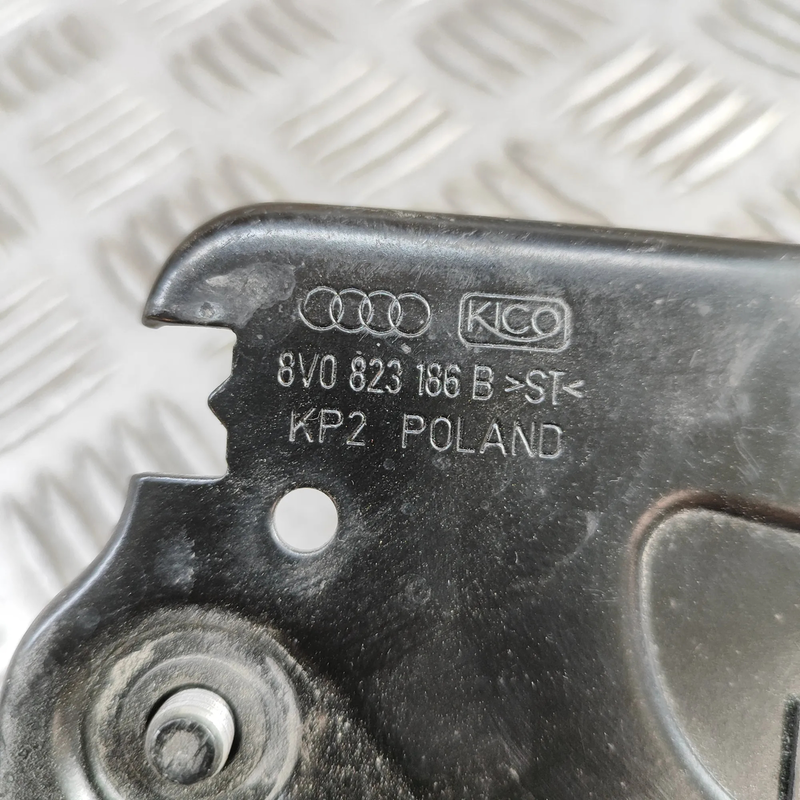 KICO
8V0 823 186 B >ST<
KP2 POLAND